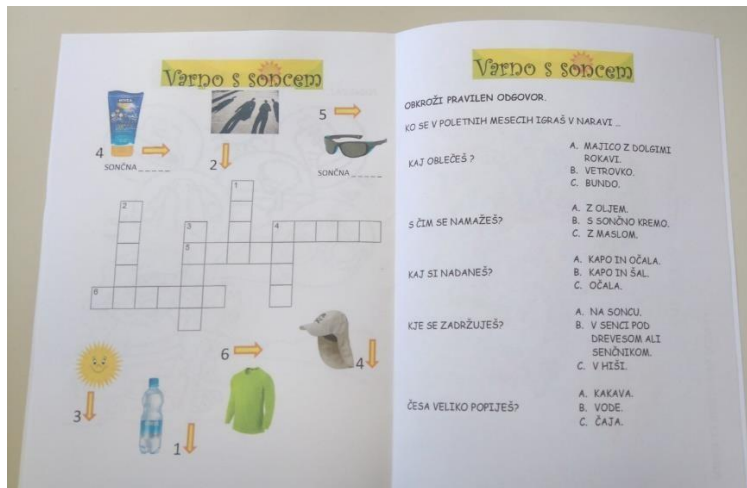 Varno s soncem
5
4
SONČNA _ _ _ _ _
2
SONČNA _ _ _ _ _
1
2
3
4
5
6
6
4
3
1
Varno s soncem
OBKROŽI PRAVILEN ODGOVOR.
KO SE V POLETNIH MESECIH IGRAŠ V NARAVI ...
KAJ OBLEČEŠ ?
A. MAJICO Z DOLGIMI
ROKAVI.
B. VETROVKO.
C. BUNDO.
S ČIM SE NAMAŽEŠ?
A. Z OLJEM.
B. S SONČNO KREMO.
C. Z MASLOM.
KAJ SI NADANEŠ?
A. KAPO IN OČALA.
B. KAPO IN ŠAL.
C. OČALA.
KJE SE ZADRŽUJEŠ?
A. NA SONCU.
B. V SENCI POD
DREVESOM ALI
SENČNIKOM.
C. V HIŠI.
ČESA VELIKO POPIJEŠ?
A. KAKAVA.
B. VODE.
C. ČAJA.